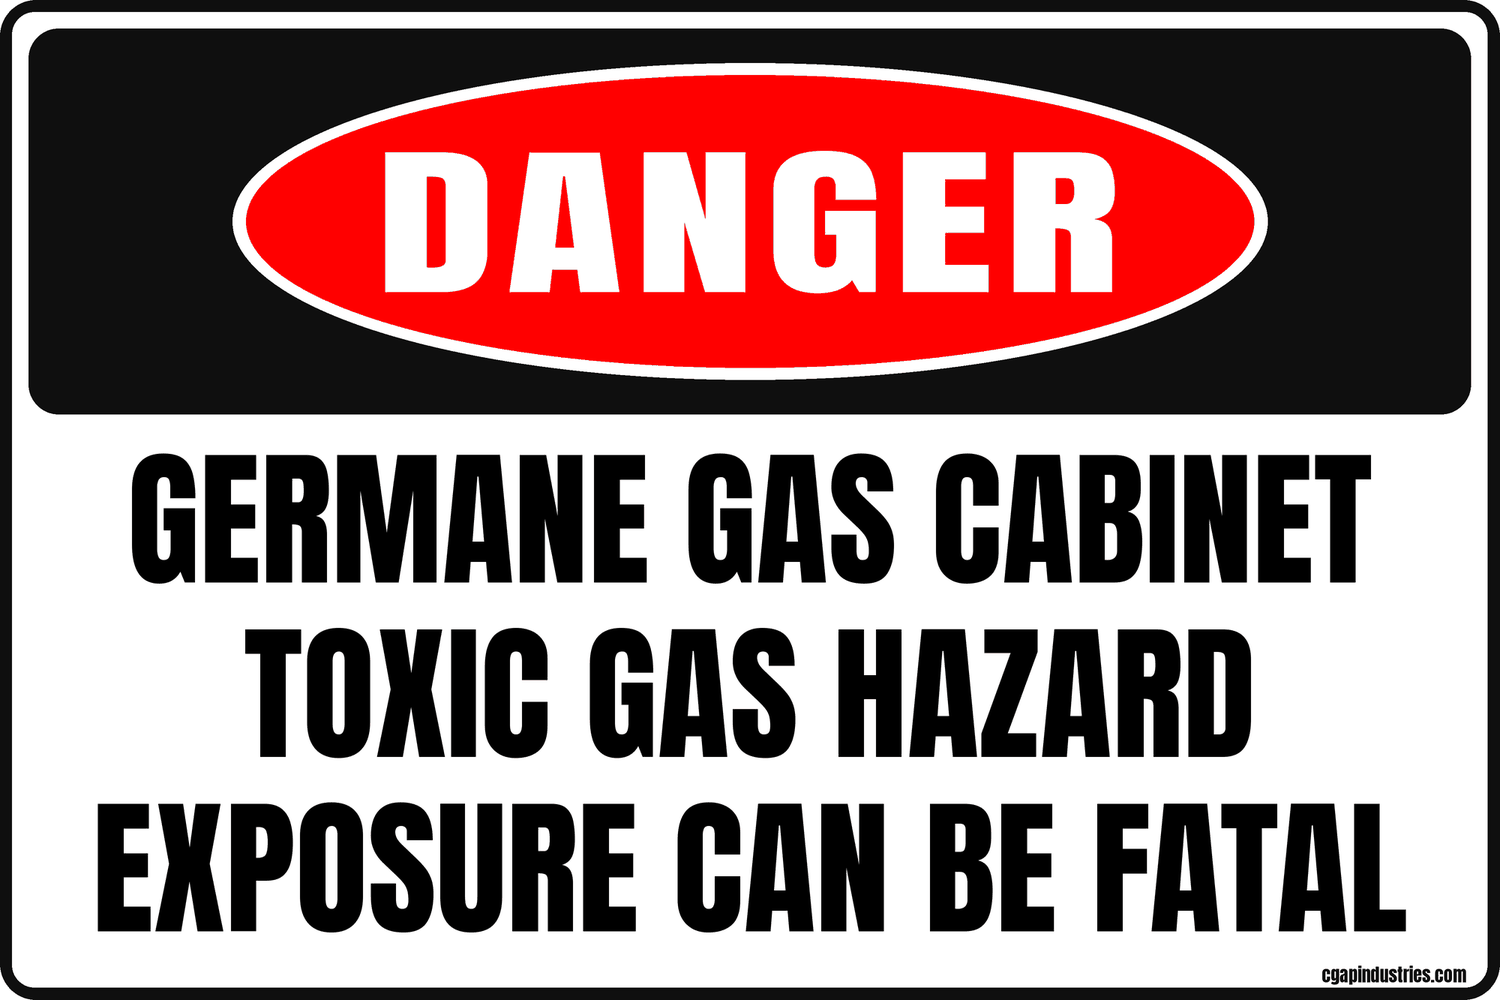 DANGER
GERMANE GAS CABINET
TOXIC GAS HAZARD
EXPOSURE CAN BE FATAL
cgapindustries.com